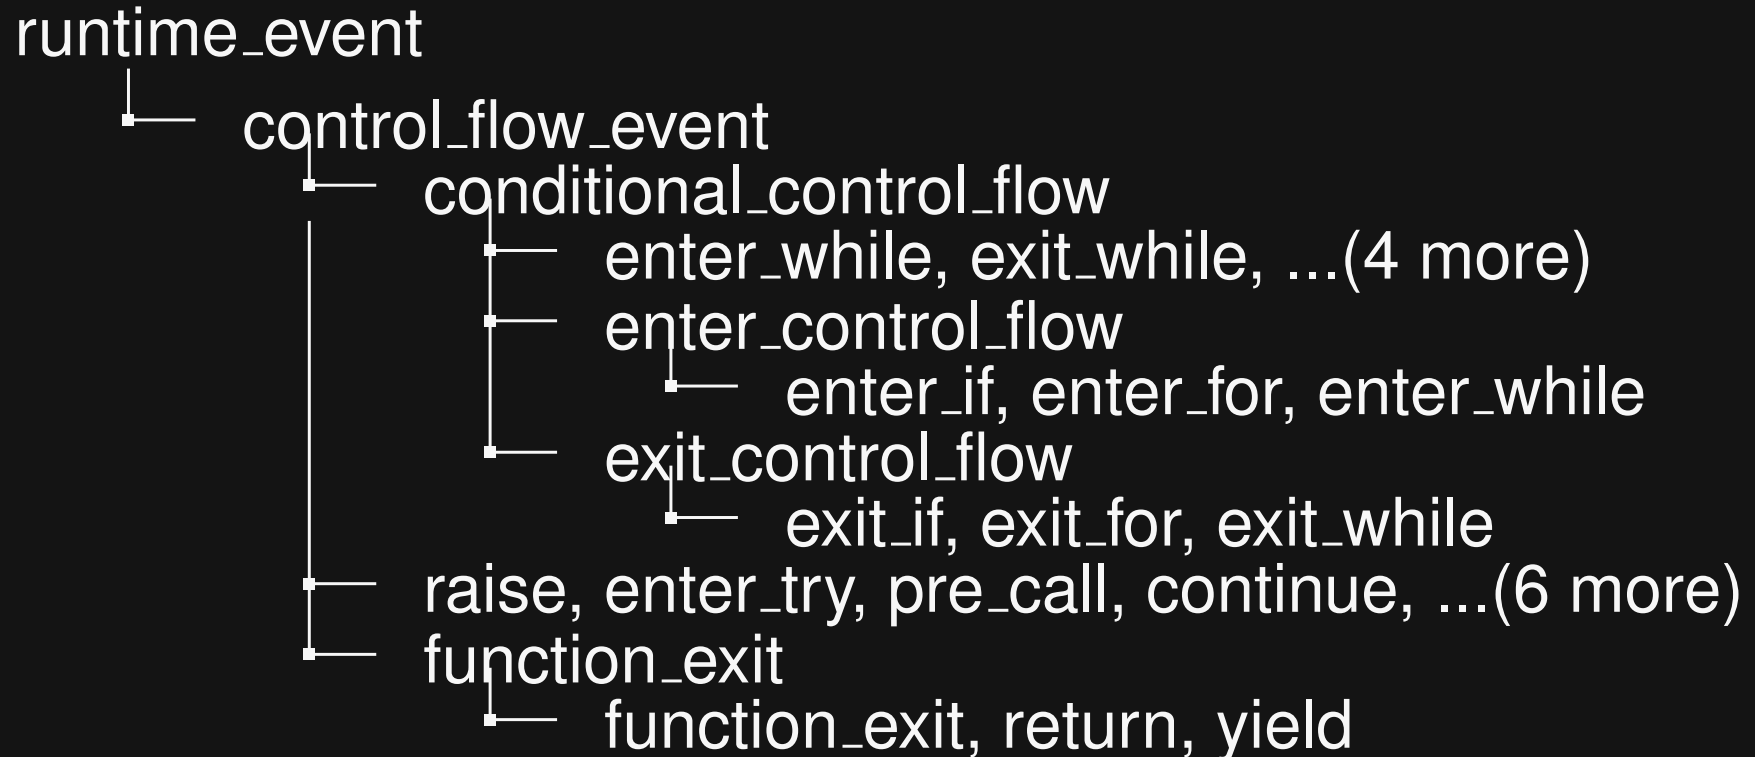 runtime_event
control_flow_event
conditional_control_flow
enter_while, exit_while, ...(4 more)
enter_control_flow
enter_if, enter_for, enter_while
exit_control_flow
exit_if, exit_for, exit_while
raise, enter_try, pre_call, continue, ...(6 more)
function_exit
function_exit, return, yield